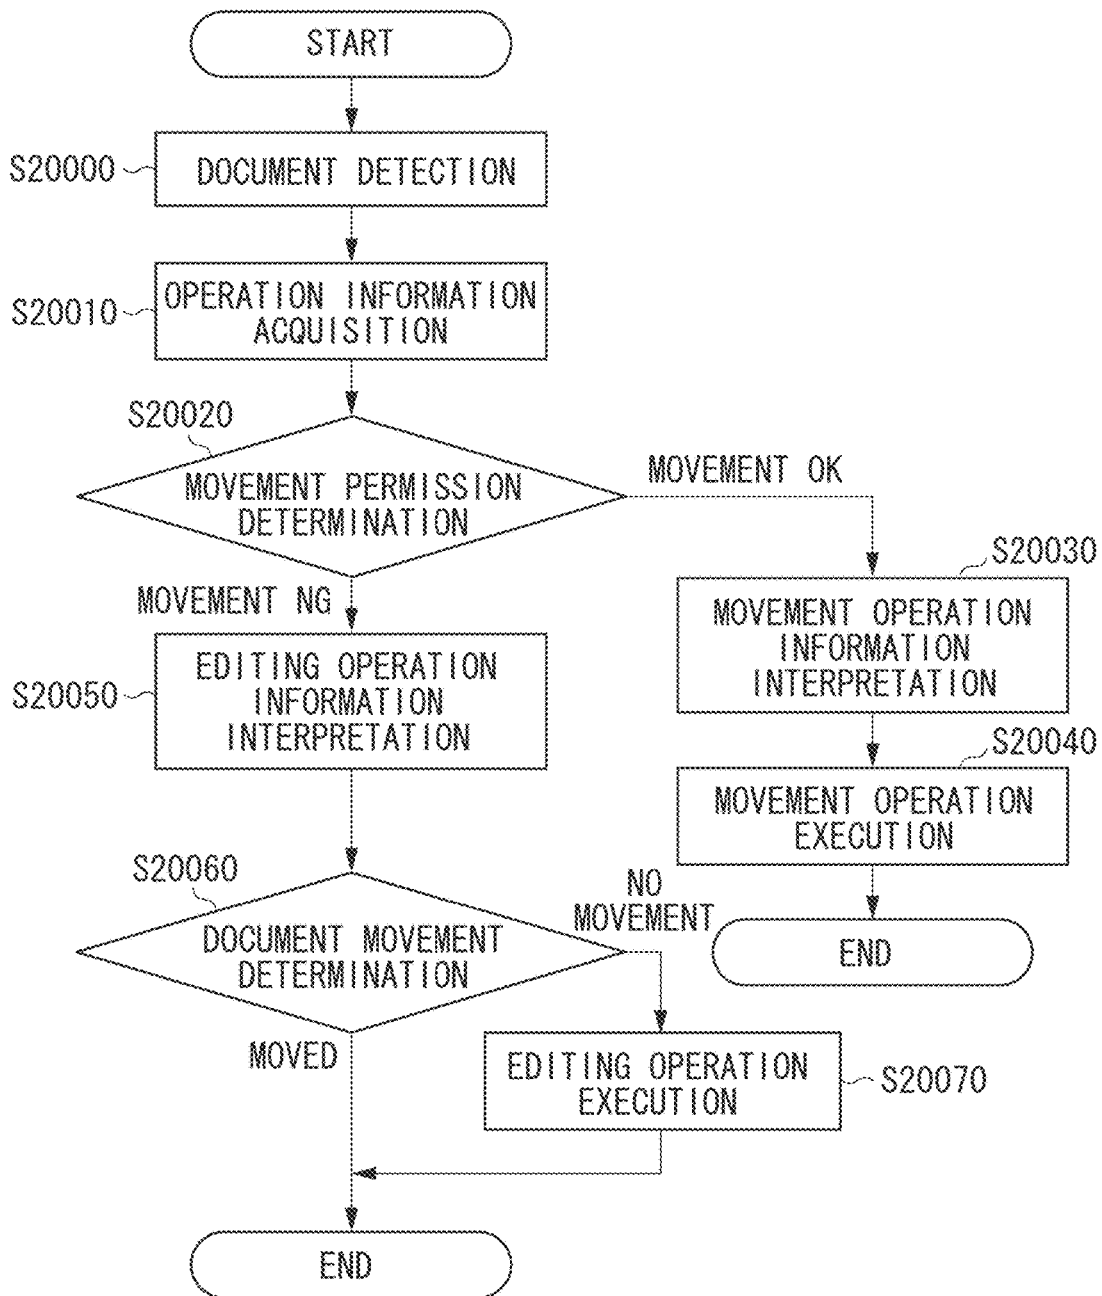 START
S20000
DOCUMENT DETECTION
S20010
OPERATION INFORMATION
ACQUISITION
S20020
MOVEMENT PERMISSION
DETERMINATION
MOVEMENT OK
MOVEMENT NG
S20030
MOVEMENT OPERATION
INFORMATION
INTERPRETATION
S20050
EDITING OPERATION
INFORMATION
INTERPRETATION
S20040
MOVEMENT OPERATION
EXECUTION
END
S20060
DOCUMENT MOVEMENT
DETERMINATION
NO
MOVEMENT
MOVED
EDITING OPERATION
EXECUTION
S20070
END